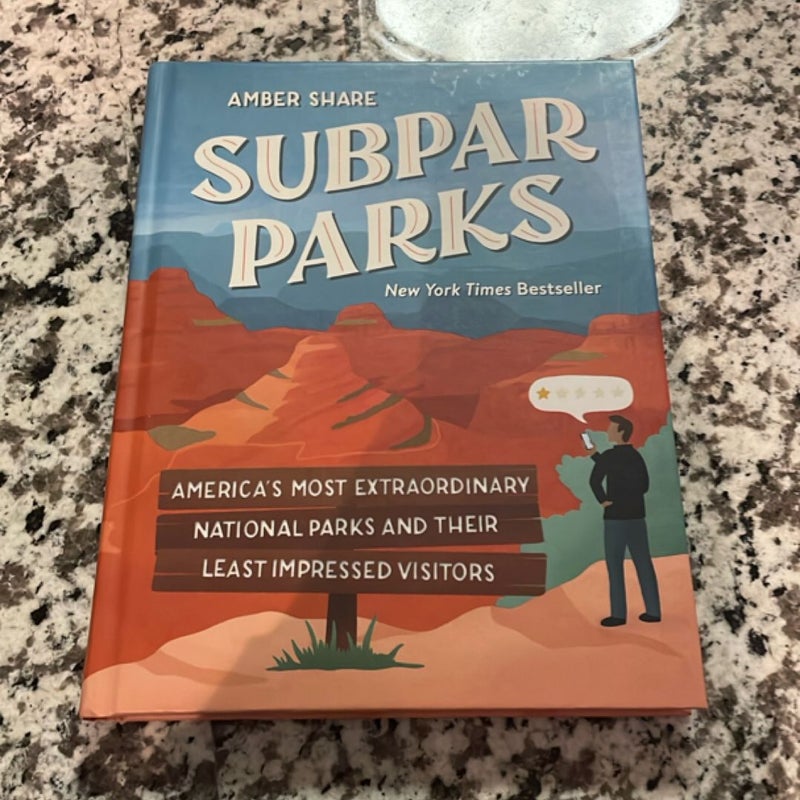 AMBER SHARE
SUBPAR
PARKS
New York Times Bestseller
AMERICA'S MOST EXTRAORDINARY
NATIONAL PARKS AND THEIR
LEAST IMPRESSED VISITORS